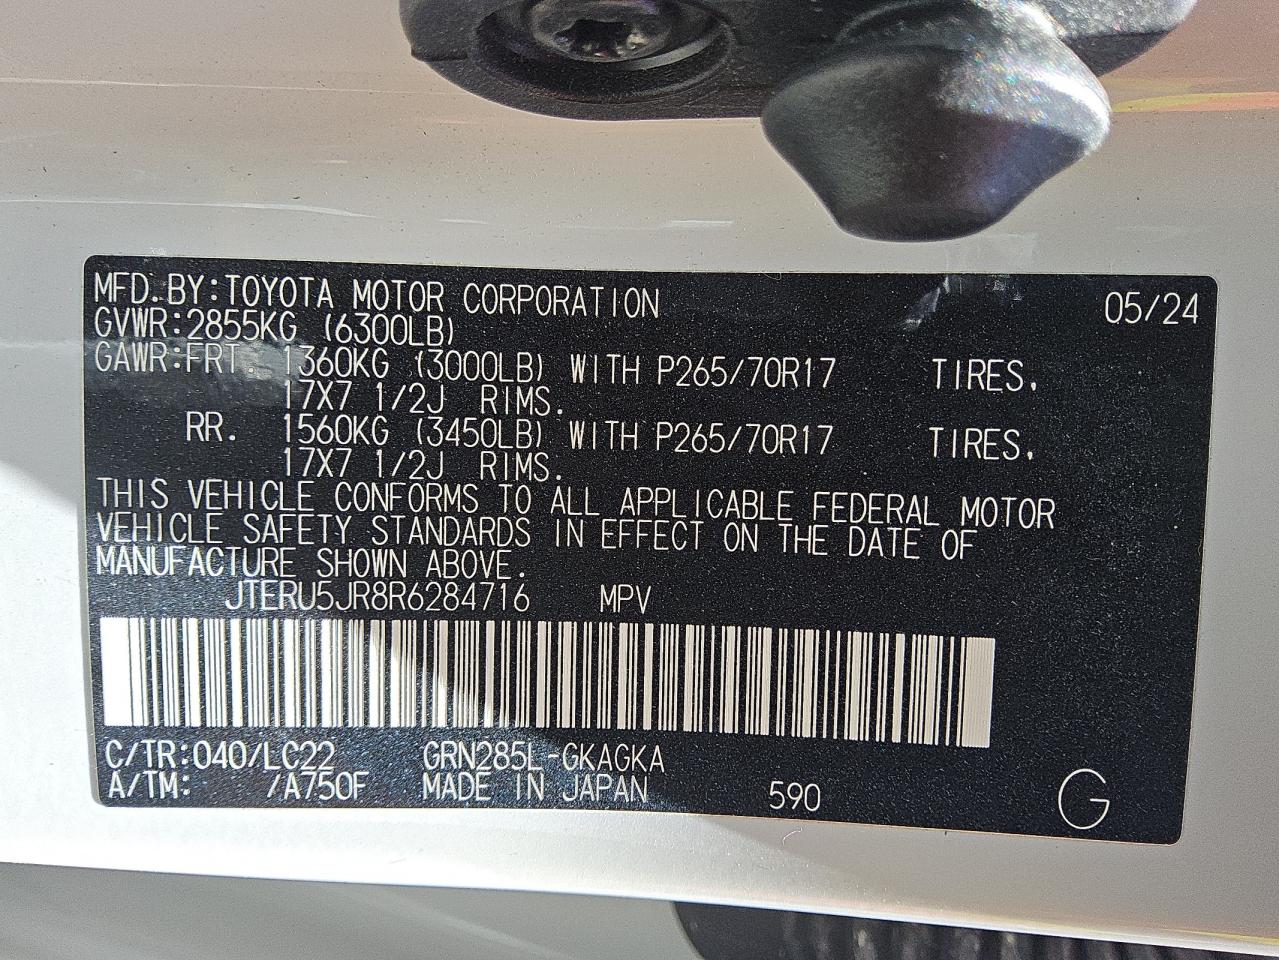 MFD. BY:TOYOTA MOTOR CORPORATION 05/24
GVWR:2855KG (6300LB)
GAWR:FRT. 1360KG (3000LB) WITH P265/70R17 TIRES,
17X7 1/2J RIMS.
RR. 1560KG (3450LB) WITH P265/70R17 TIRES,
17X7 1/2J RIMS.
THIS VEHICLE CONFORMS TO ALL APPLICABLE FEDERAL MOTOR
VEHICLE SAFETY STANDARDS IN EFFECT ON THE DATE OF
MANUFACTURE SHOWN ABOVE.
JTERU5JR8R6284716 MPV
C/TR:040/LC22 GRN285L-GKAGKA
A/TM: /A750F MADE IN JAPAN 590 G